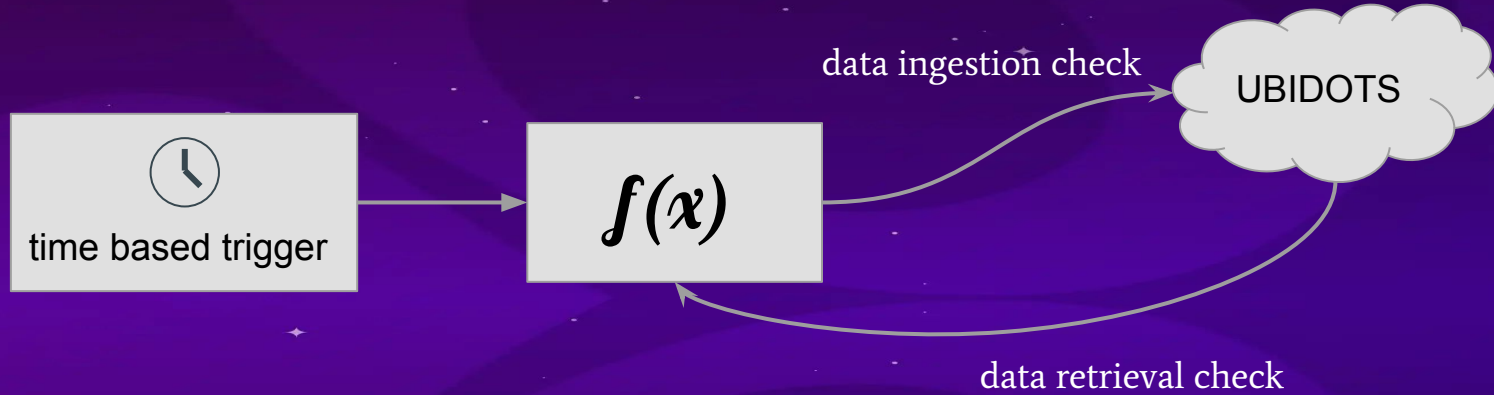 data ingestion check
UBIDOTS
time based trigger
f(x)
data retrieval check